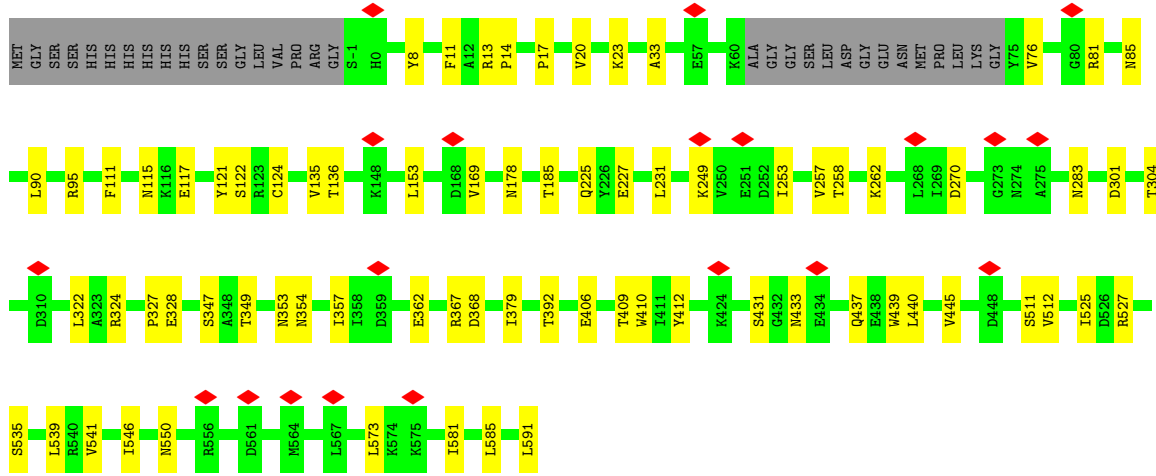 MET GLY SER SER HIS HIS HIS HIS HIS HIS SER SER GLY LEU VAL PRO ARG GLY S-1 H0 Y8 F11 A12 R13 P14 P17 V20 K23 A33 E57 K60 ALA GLY GLY SER LEU ASP GLY GLU ASN MET PRO LEU LYS GLY Y75 V76 G80 R81 N85
L90 R95 F111 N115 K116 E117 Y121 S122 R123 C124 V135 T136 K148 L153 D168 V169 N178 T185 Q225 Y226 E227 L231 K249 V250 E251 D252 I253 V257 T258 K262 L268 I269 D270 G273 N274 A275 N283 D301 T304
D310 L322 A323 R324 P327 E328 S347 A348 T349 N353 N354 I357 I358 D359 E362 R367 D368 I379 T392 E406 T409 W410 I411 Y412 K424 S431 G432 N433 E434 Q437 E438 W439 L440 V445 D448 S511 V512 I525 D526 R527
S535 L539 R540 V541 I546 N550 R556 D561 M564 L567 L573 K574 K575 I581 L585 L591